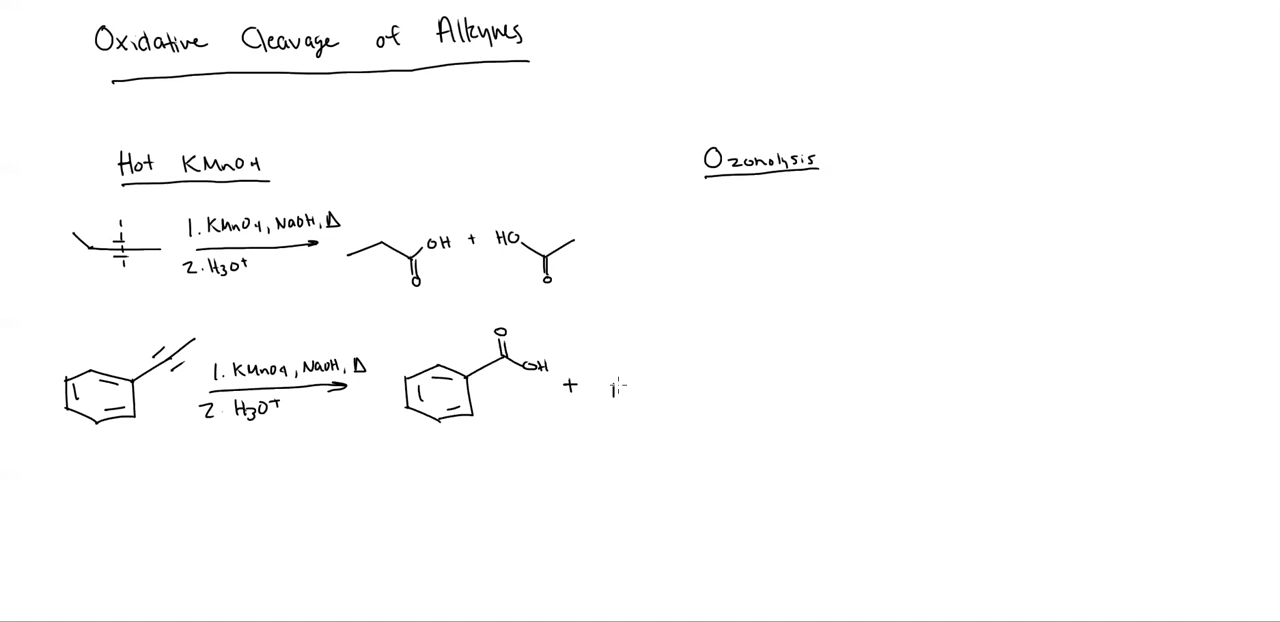 Oxidative Cleavage of Alkynes
Hot KMnO4
Ozonolysis
1. KMnO4, NaOH, Δ
2. H3O+
OH + HO
O O
1. KMnO4, NaOH, Δ
2. H3O+
O
OH
+